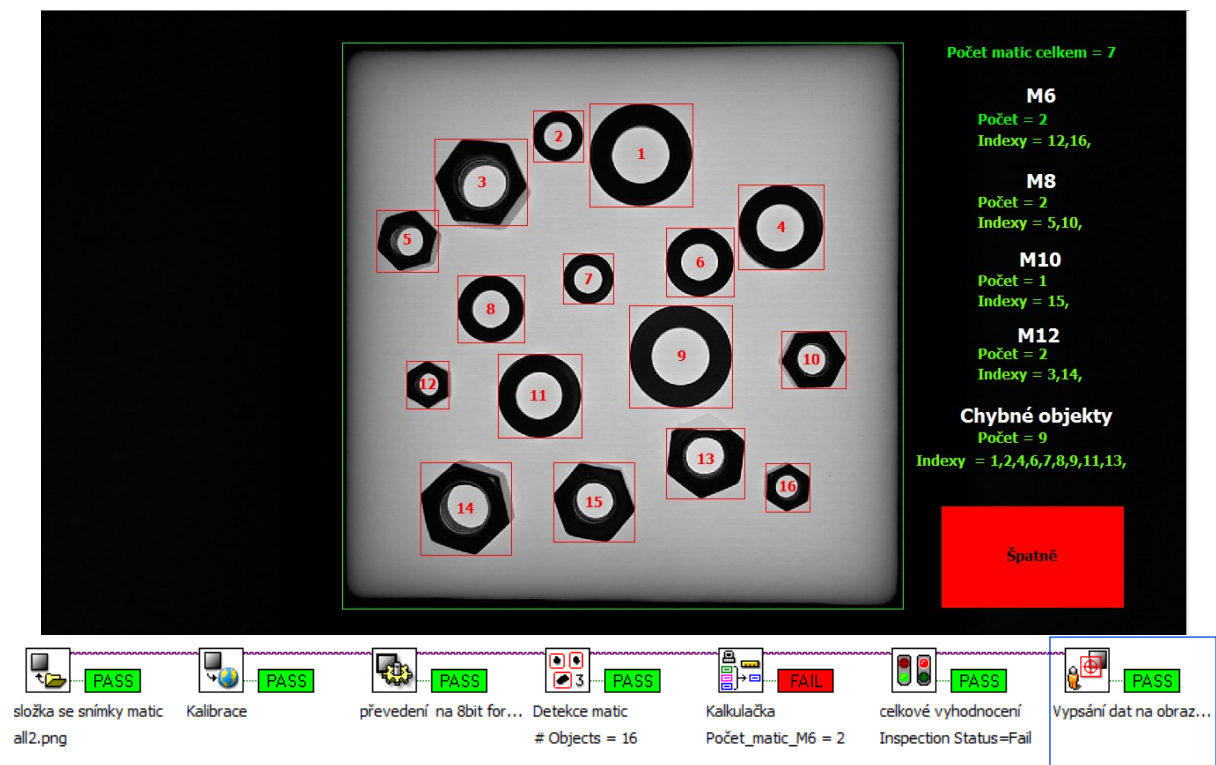 Počet matic celkem = 7
M6
Počet = 2
Indexy = 12,16,
M8
Počet = 2
Indexy = 5,10,
M10
Počet = 1
Indexy = 15,
M12
Počet = 2
Indexy = 3,14,
Chybné objekty
Počet = 9
Indexy = 1,2,4,6,7,8,9,11,13,
Špatně
2
1
3
4
5
6
7
8
9
10
12
11
13
16
15
14
PASS PASS PASS 3 PASS FAIL PASS PASS
složka se snímky matic Kalibrace převedení na 8bit for... Detekce matic Kalkulačka celkové vyhodnocení Vypsání dat na obraz...
all2.png # Objects = 16 Počet_matic_M6 = 2 Inspection Status=Fail